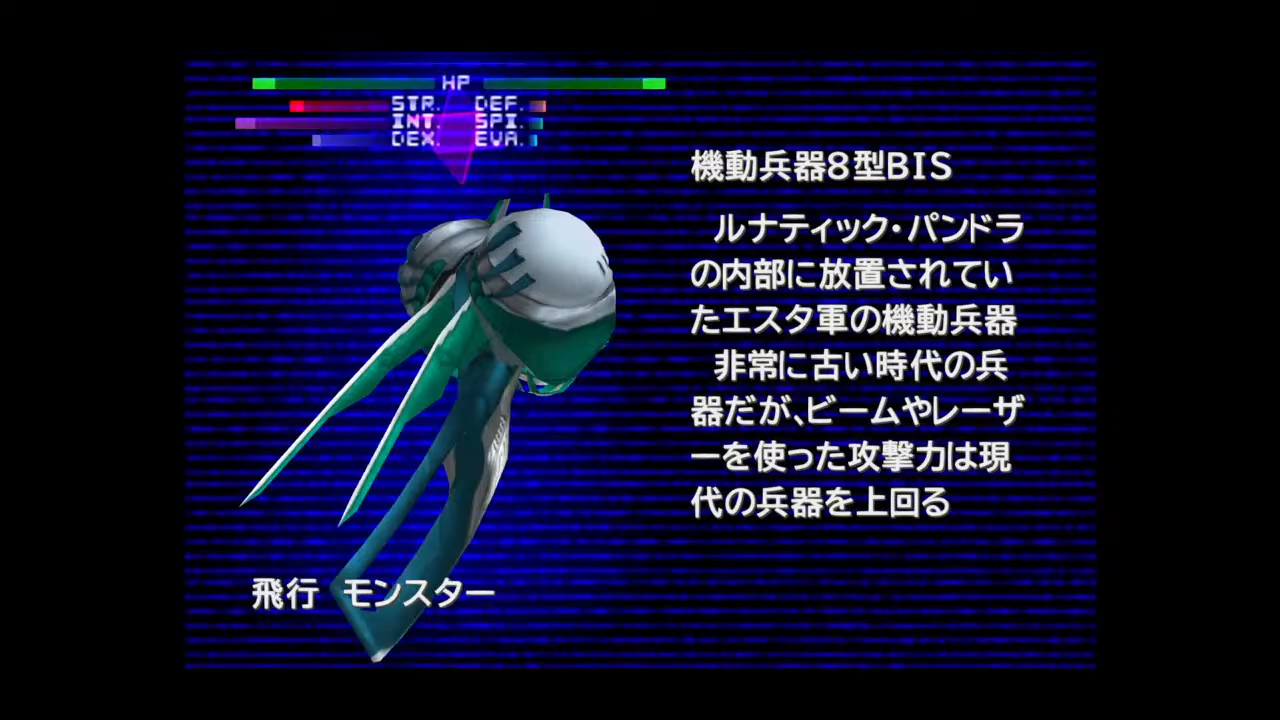 HP
STR. DEF.
INT. SPI.
DEX. EVA.
機動兵器8型BIS
ルナティック・パンドラ
の内部に放置されてい
たエスタ軍の機動兵器
非常に古い時代の兵
器だが、ビームやレーザ
ーを使った攻撃力は現
代の兵器を上回る
飛行 モンスター